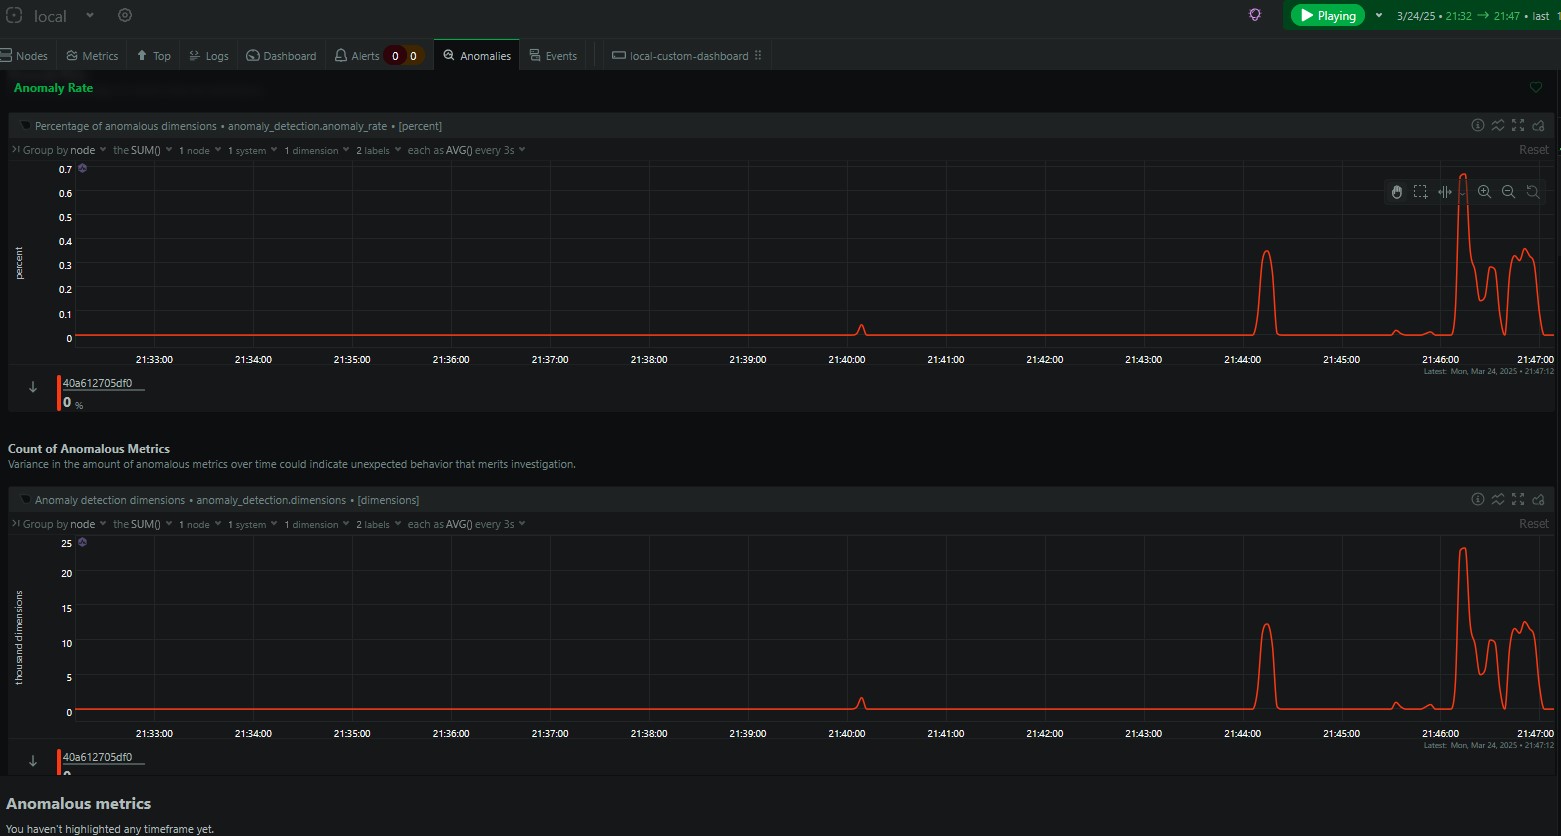 local
Playing 3/24/25 • 21:32 → 21:47 • last 1
Nodes Metrics Top Logs Dashboard Alerts 0 0 Anomalies Events local-custom-dashboard
Anomaly Rate
Percentage of anomalous dimensions • anomaly_detection.anomaly_rate • [percent]
Group by node the SUM() 1 node 1 system 1 dimension 2 labels each as AVG() every 3s Reset
percent
0.7
0.6
0.5
0.4
0.3
0.2
0.1
0
21:33:00 21:34:00 21:35:00 21:36:00 21:37:00 21:38:00 21:39:00 21:40:00 21:41:00 21:42:00 21:43:00 21:44:00 21:45:00 21:46:00 21:47:00
Latest: Mon, Mar 24, 2025 • 21:47:12
40a612705df0
0 %
Count of Anomalous Metrics
Variance in the amount of anomalous metrics over time could indicate unexpected behavior that merits investigation.
Anomaly detection dimensions • anomaly_detection.dimensions • [dimensions]
Group by node the SUM() 1 node 1 system 1 dimension 2 labels each as AVG() every 3s Reset
thousand dimensions
25
20
15
10
5
0
21:33:00 21:34:00 21:35:00 21:36:00 21:37:00 21:38:00 21:39:00 21:40:00 21:41:00 21:42:00 21:43:00 21:44:00 21:45:00 21:46:00 21:47:00
Latest: Mon, Mar 24, 2025 • 21:47:12
40a612705df0
Anomalous metrics
You haven't highlighted any timeframe yet.